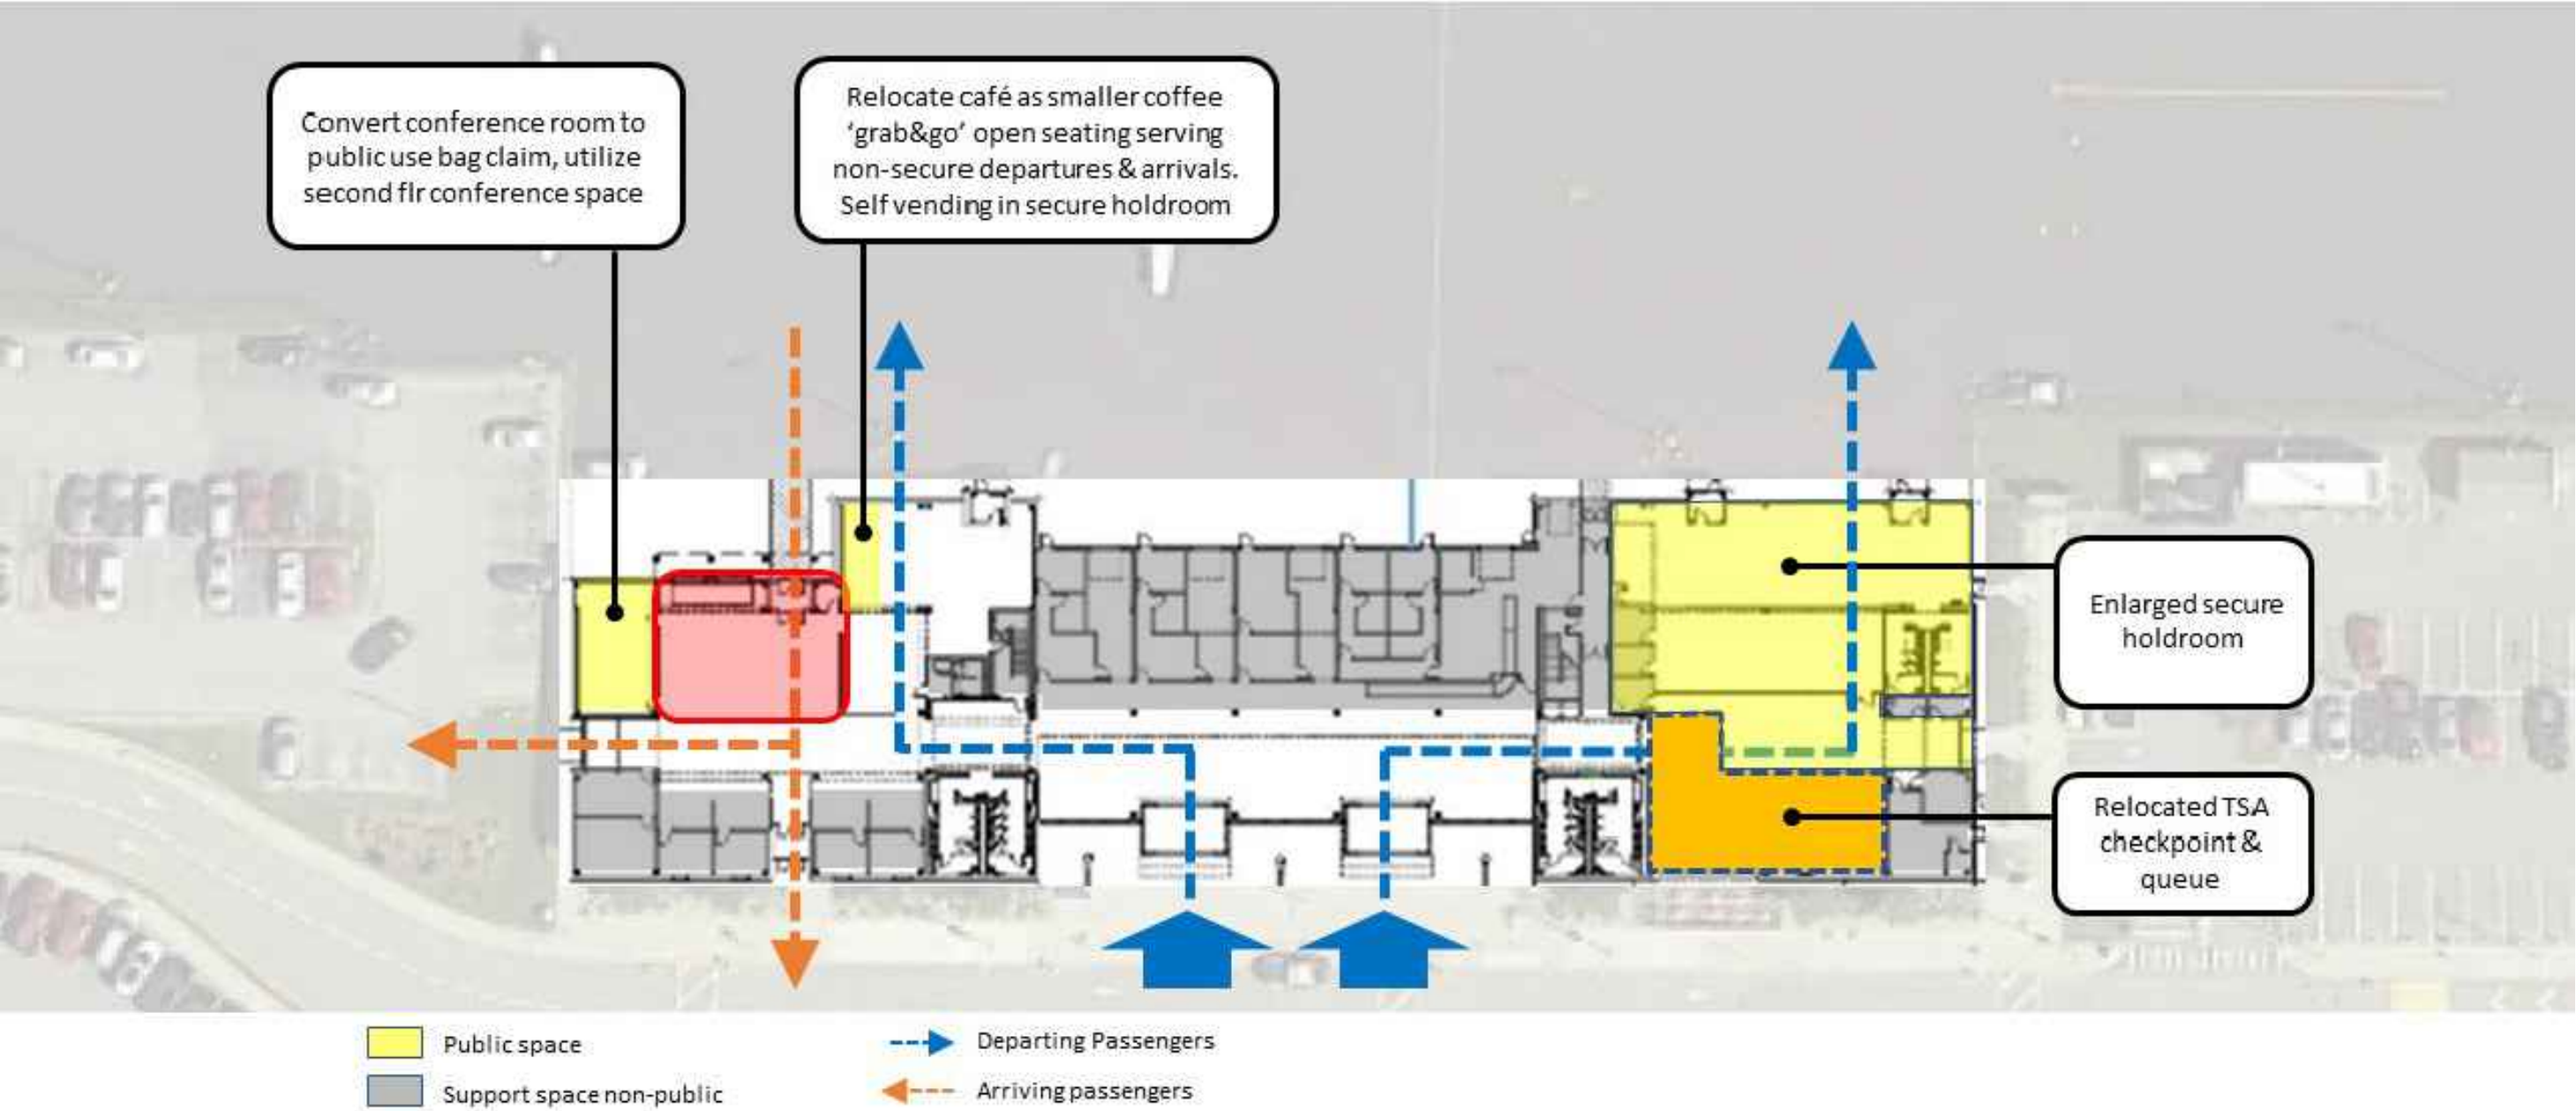 Convert conference room to
public use bag claim, utilize
second flr conference space
Relocate café as smaller coffee
‘grab&go’ open seating serving
non-secure departures & arrivals.
Self vending in secure holdroom
Enlarged secure
holdroom
Relocated TSA
checkpoint &
queue
Public space
Support space non-public
Departing Passengers
Arriving passengers